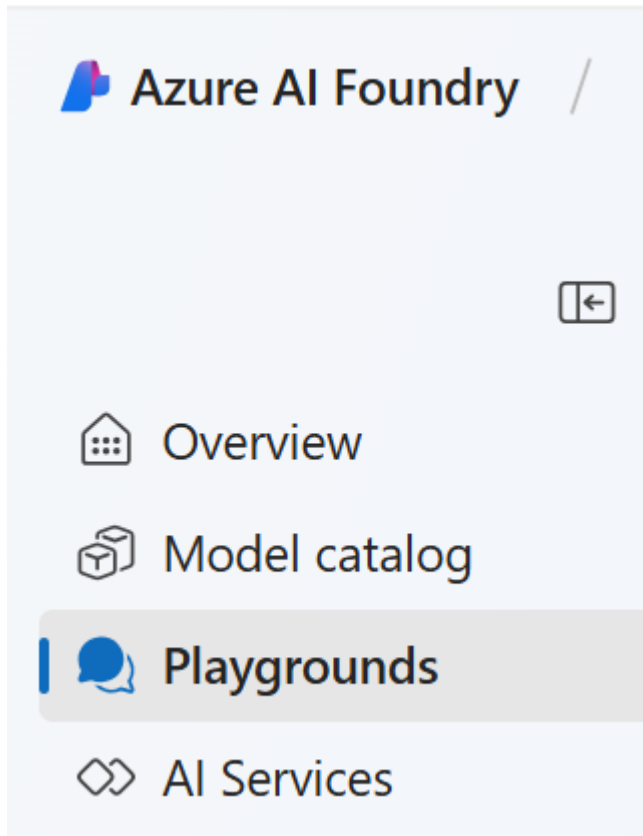 Azure AI Foundry /
Overview
Model catalog
Playgrounds
AI Services